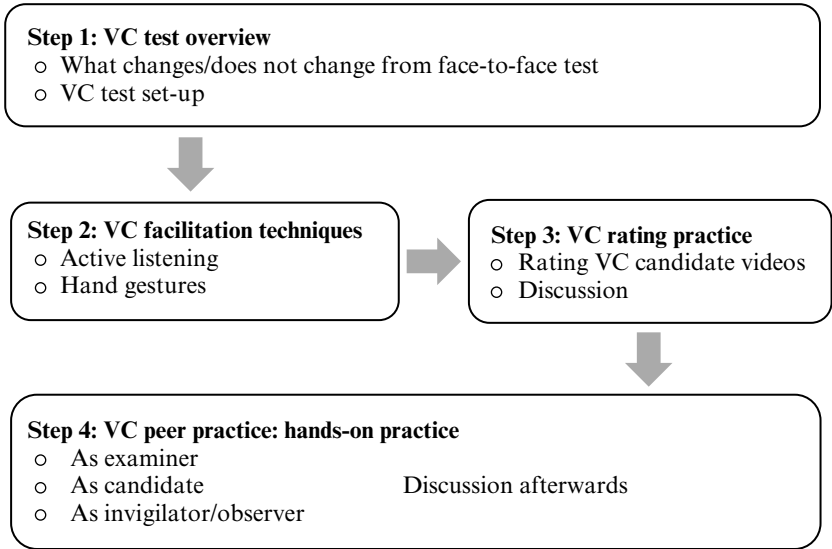 Step 1: VC test overview
○ What changes/does not change from face-to-face test
○ VC test set-up
Step 2: VC facilitation techniques
○ Active listening
○ Hand gestures
Step 3: VC rating practice
○ Rating VC candidate videos
○ Discussion
Step 4: VC peer practice: hands-on practice
○ As examiner
○ As candidate Discussion afterwards
○ As invigilator/observer